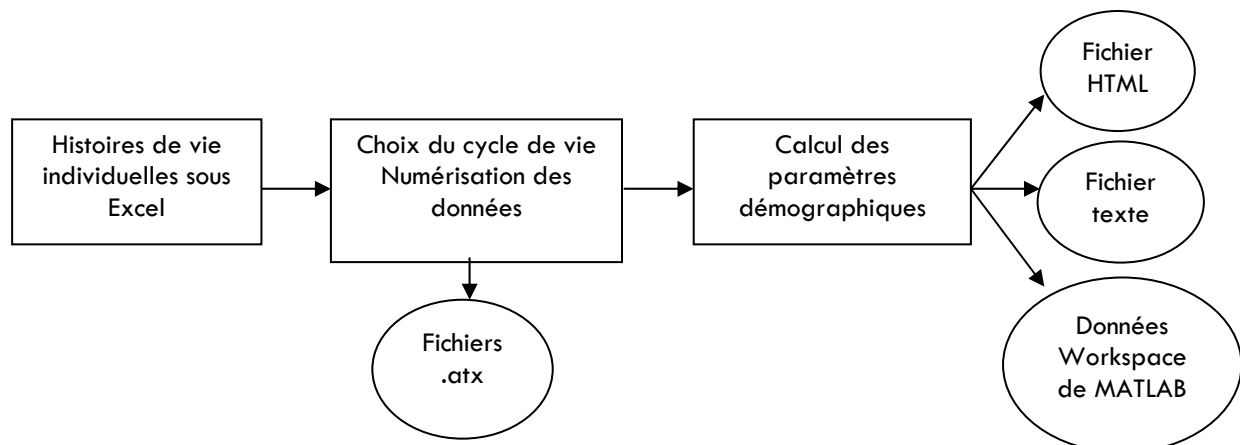 Histoires de vie
individuelles sous
Excel
Choix du cycle de vie
Numérisation des
données
Fichiers
.atx
Calcul des
paramètres
démographiques
Fichier
HTML
Fichier
texte
Données
Workspace
de MATLAB